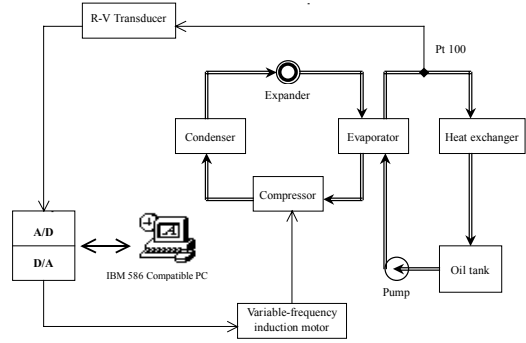 R-V Transducer
Pt 100
Expander
Condenser
Evaporator
Heat exchanger
Compressor
A/D
D/A
A
IBM 586 Compatible PC
Oil tank
Pump
Variable-frequency
induction motor